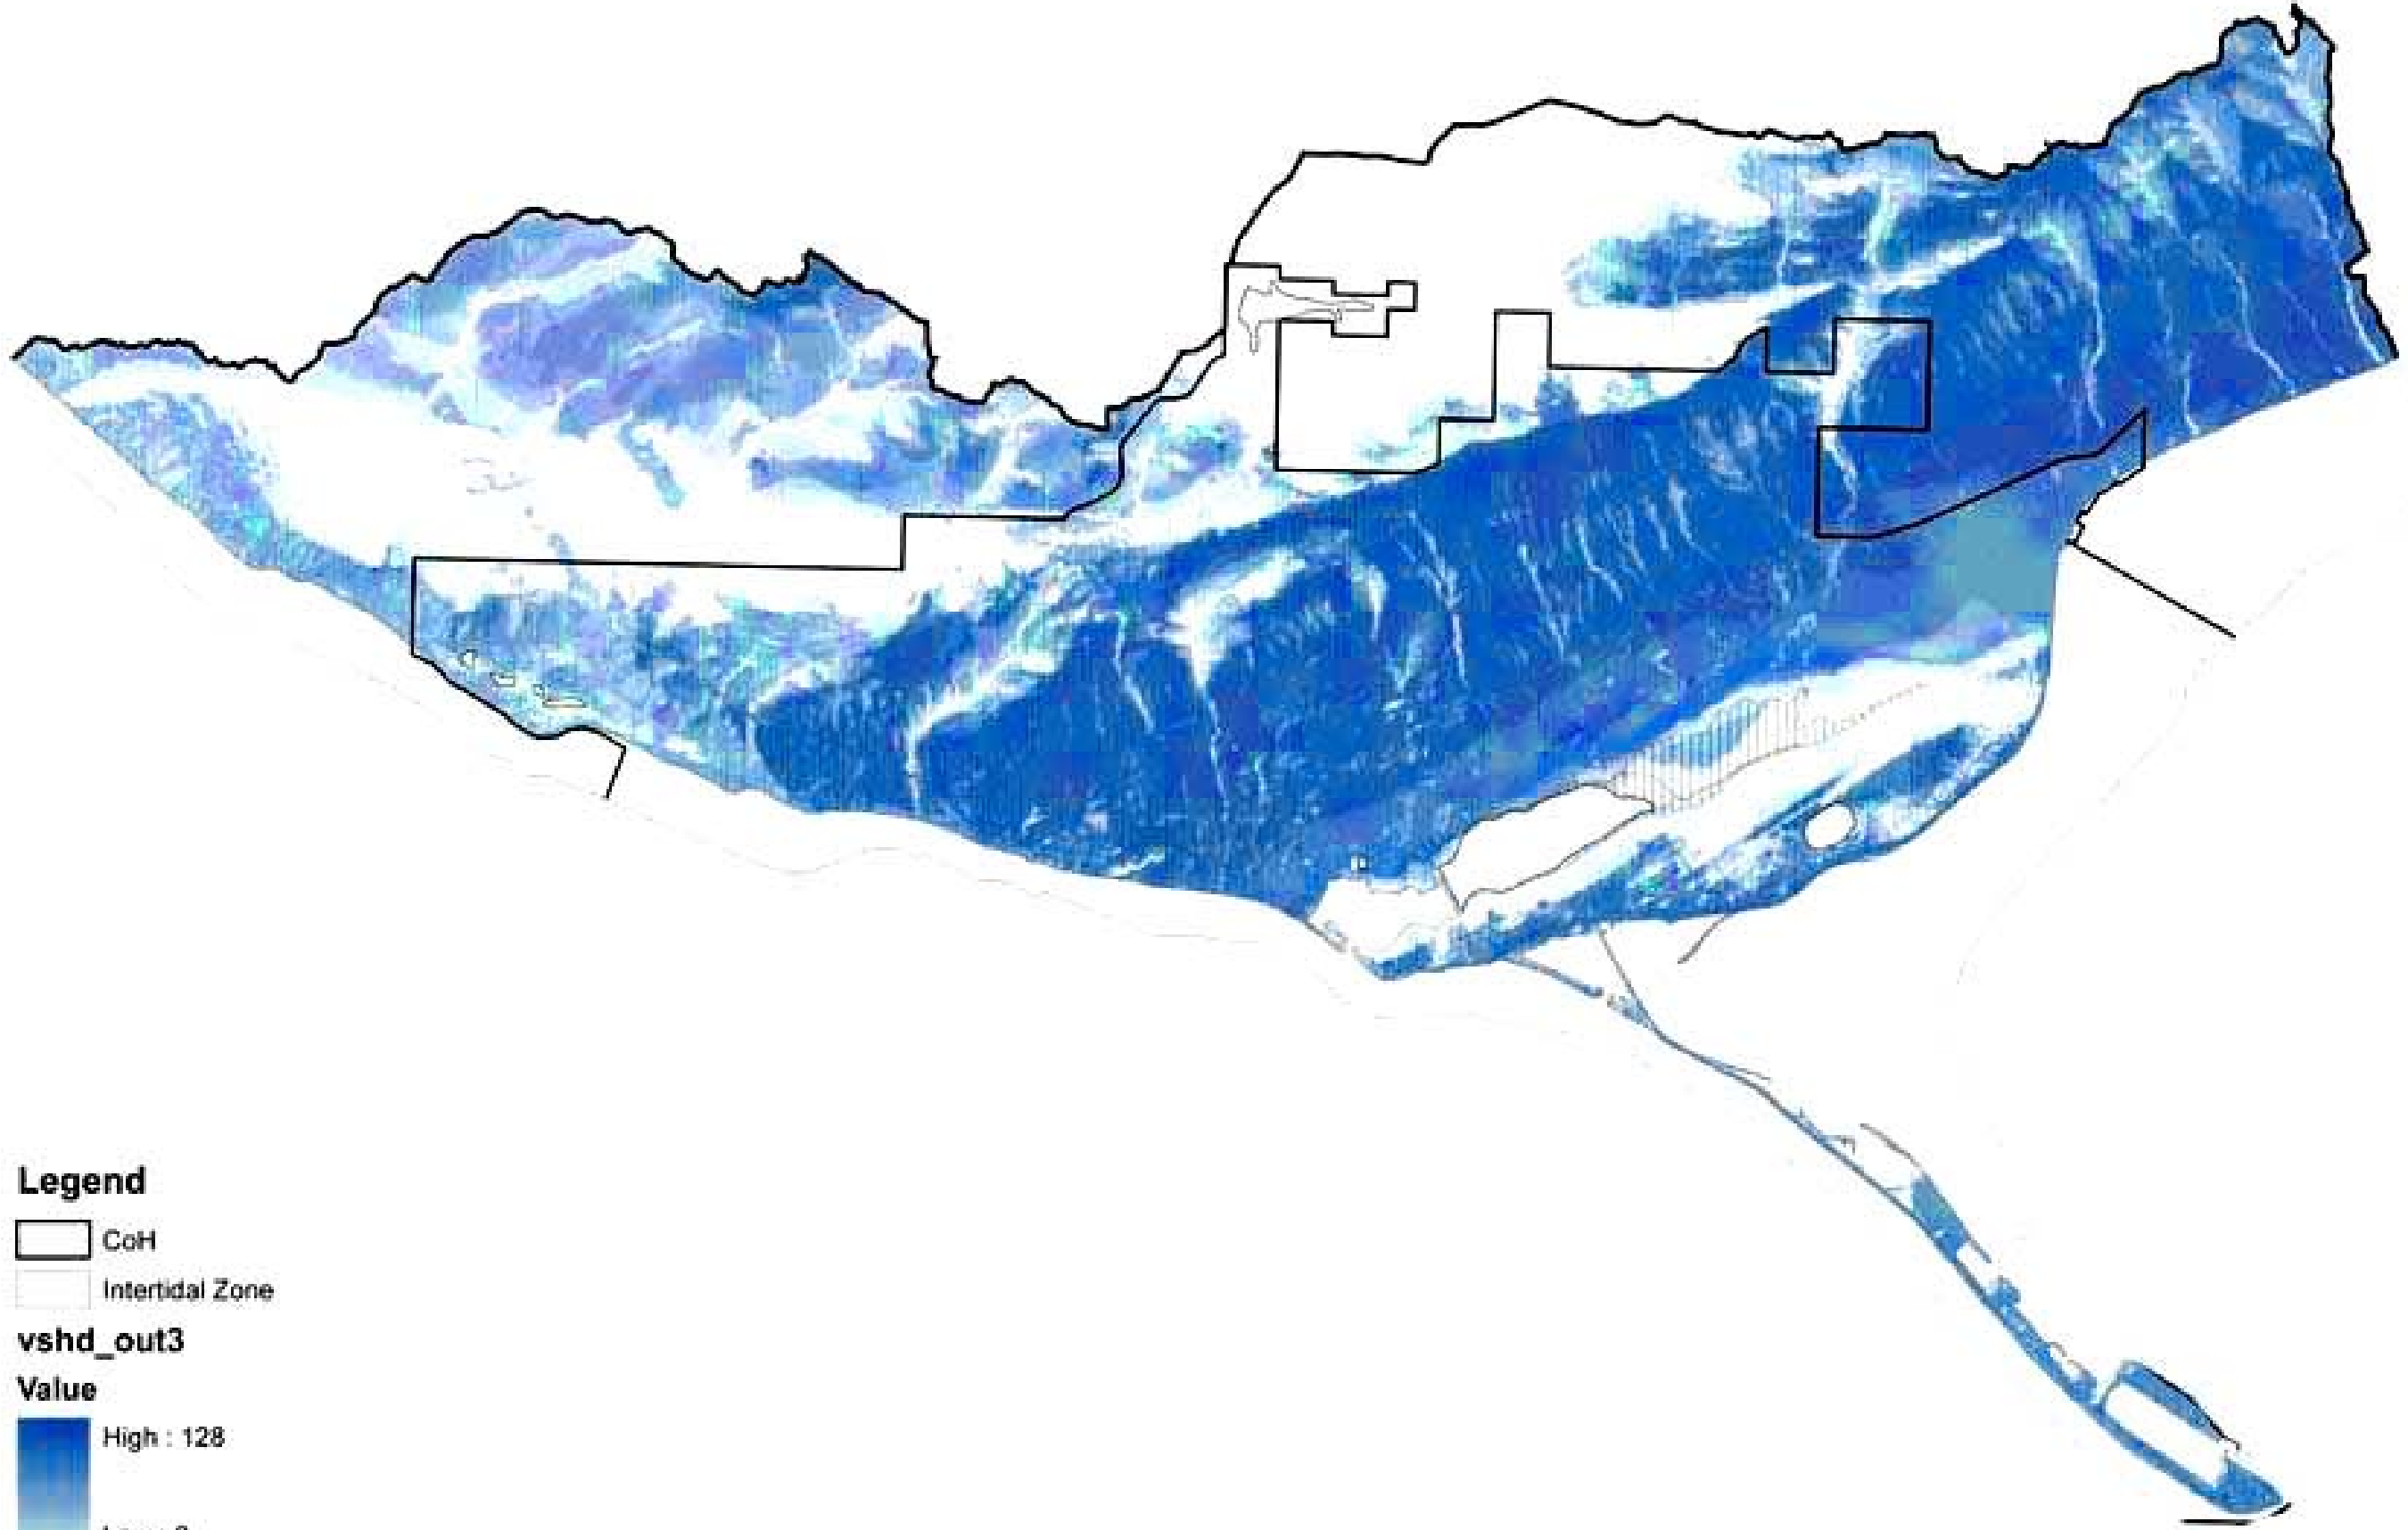 Legend
CoH
Intertidal Zone
vshd_out3
Value
High : 128